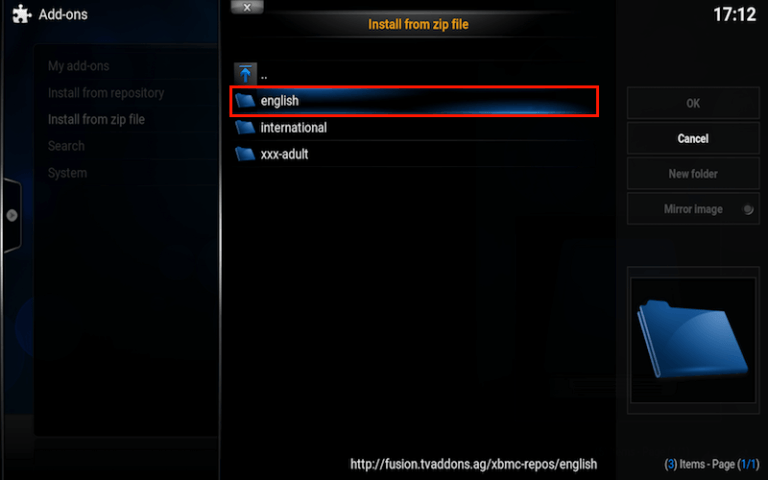 Add-ons
My add-ons
Install from repository
Install from zip file
Search
System
x
Install from zip file
..
english
international
xxx-adult
http://fusion.tvaddons.ag/xbmc-repos/english
17:12
OK
Cancel
New folder
Mirror image
(3) Items - Page (1/1)